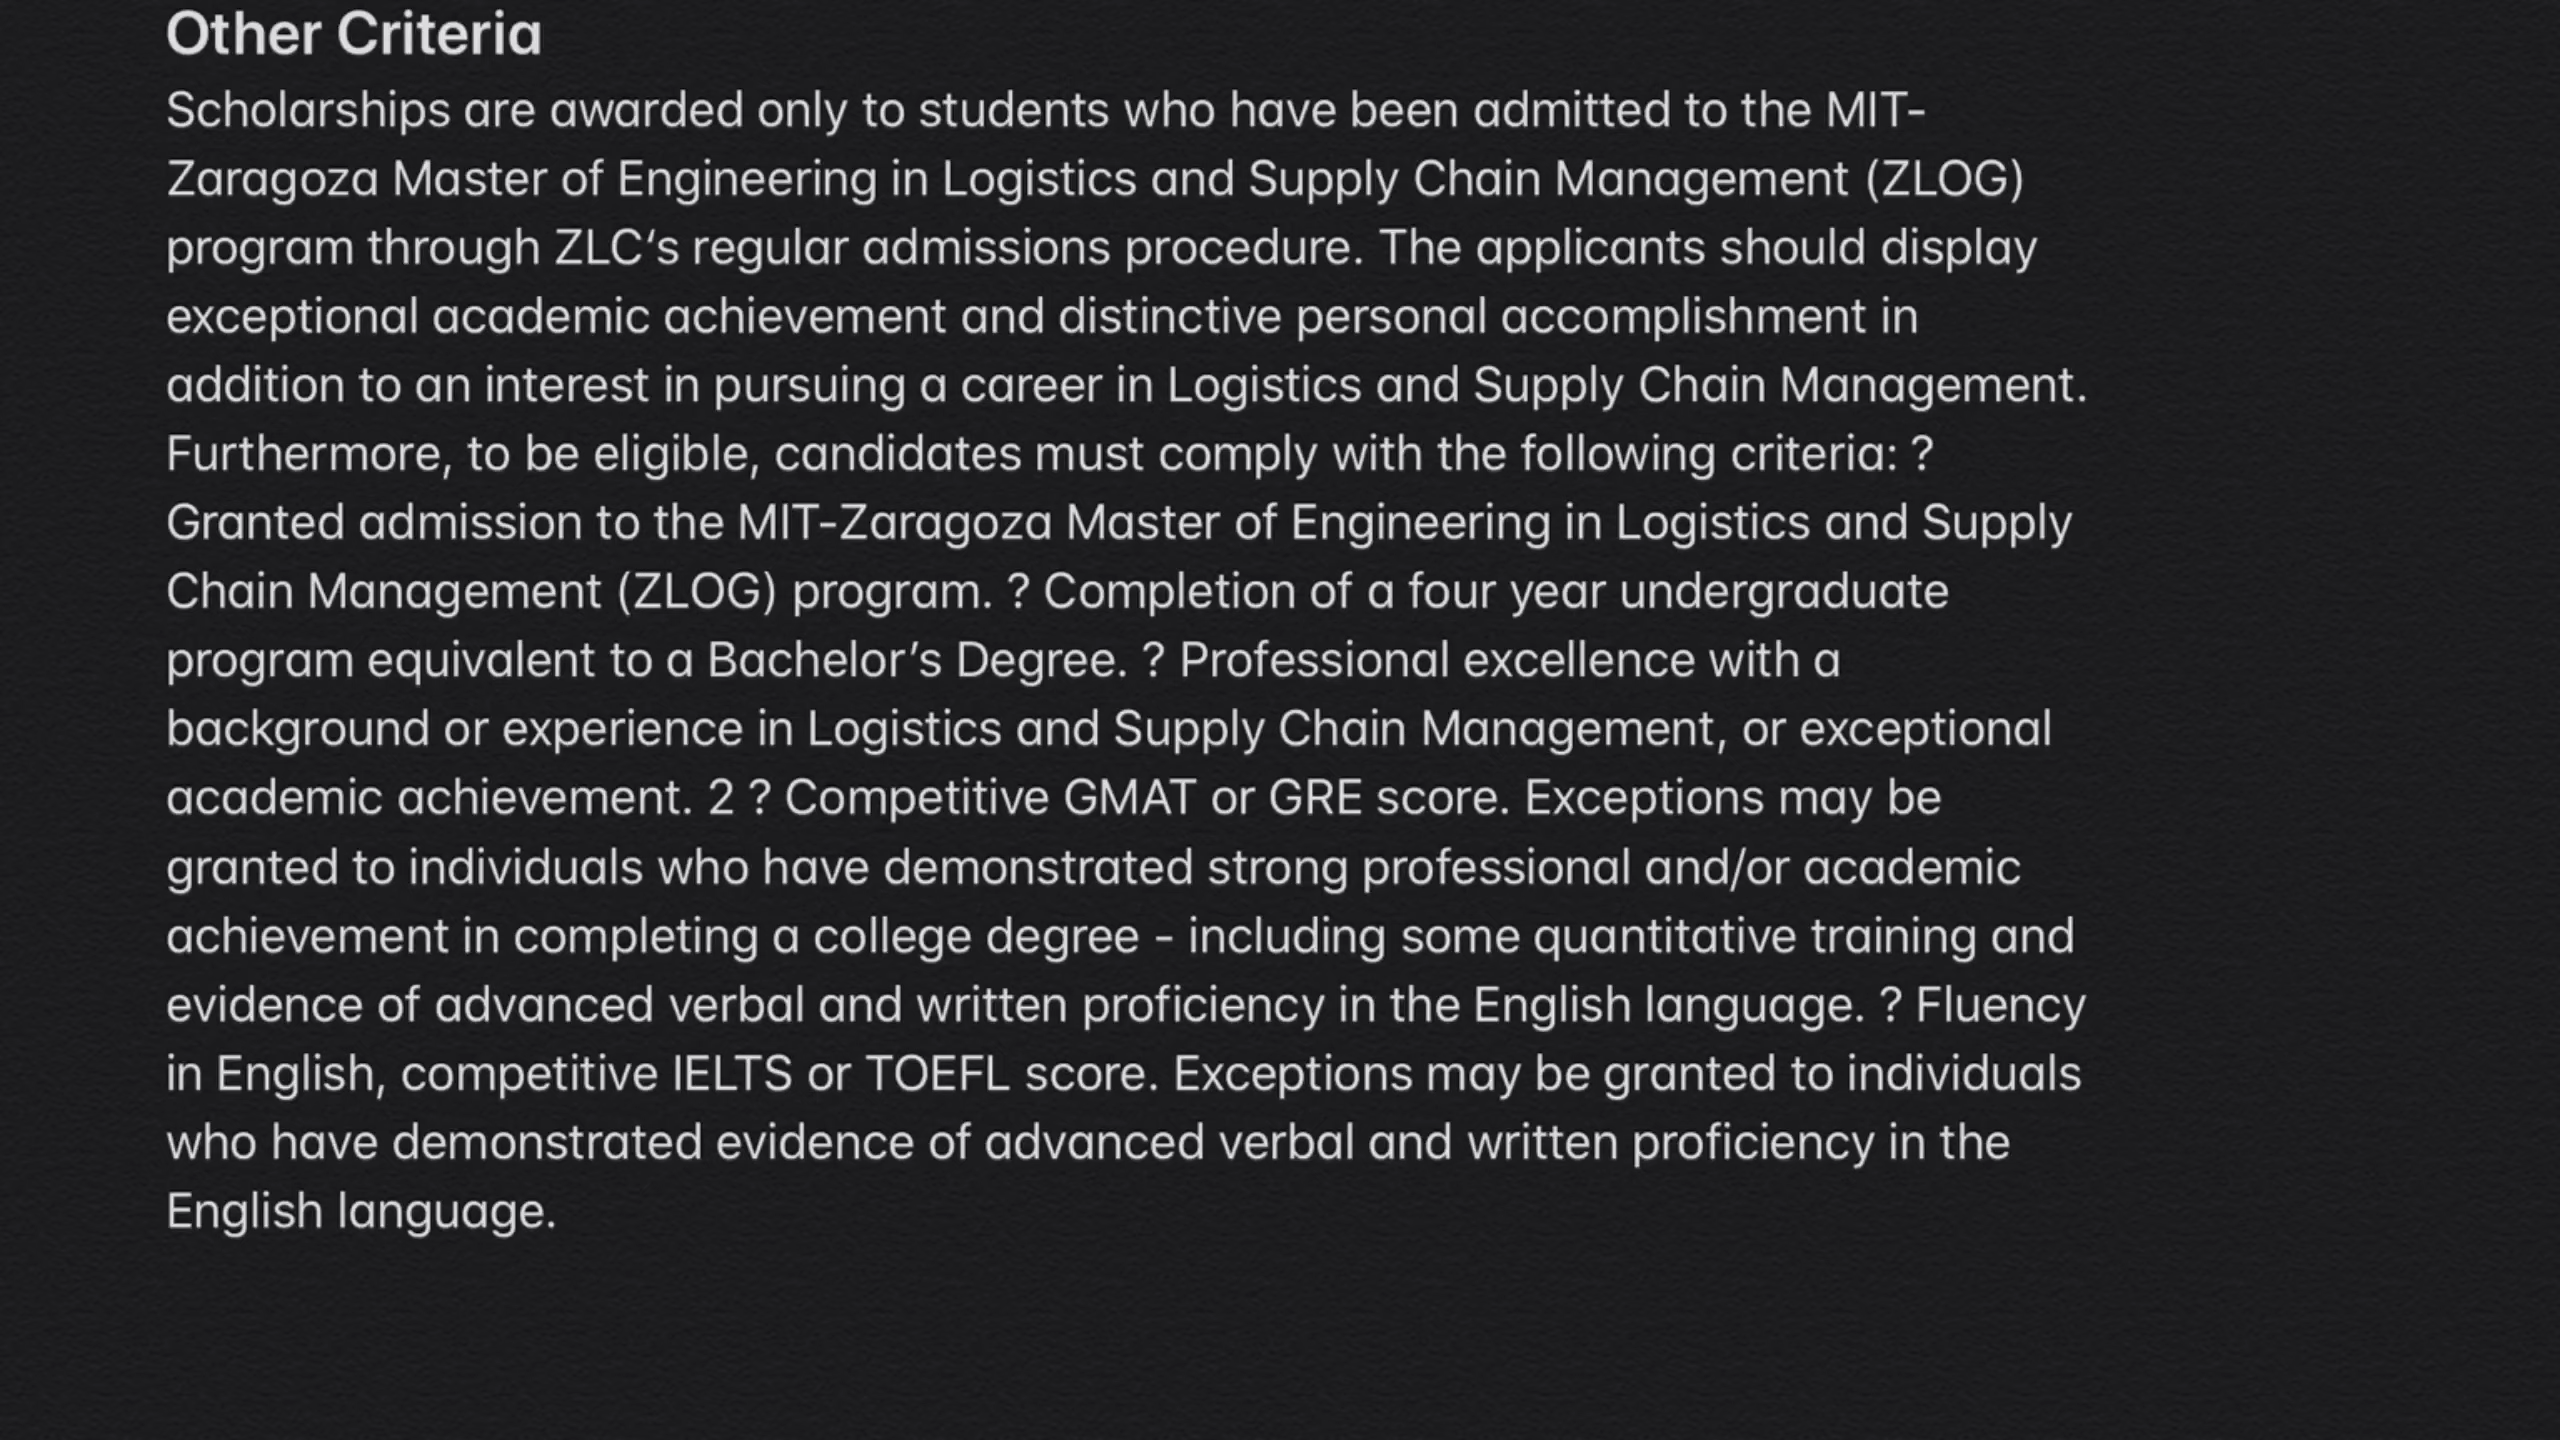 Other Criteria
Scholarships are awarded only to students who have been admitted to the MIT-
Zaragoza Master of Engineering in Logistics and Supply Chain Management (ZLOG)
program through ZLC‘s regular admissions procedure. The applicants should display
exceptional academic achievement and distinctive personal accomplishment in
addition to an interest in pursuing a career in Logistics and Supply Chain Management.
Furthermore, to be eligible, candidates must comply with the following criteria: ?
Granted admission to the MIT-Zaragoza Master of Engineering in Logistics and Supply
Chain Management (ZLOG) program. ? Completion of a four year undergraduate
program equivalent to a Bachelor’s Degree. ? Professional excellence with a
background or experience in Logistics and Supply Chain Management, or exceptional
academic achievement. 2 ? Competitive GMAT or GRE score. Exceptions may be
granted to individuals who have demonstrated strong professional and/or academic
achievement in completing a college degree - including some quantitative training and
evidence of advanced verbal and written proficiency in the English language. ? Fluency
in English, competitive IELTS or TOEFL score. Exceptions may be granted to individuals
who have demonstrated evidence of advanced verbal and written proficiency in the
English language.